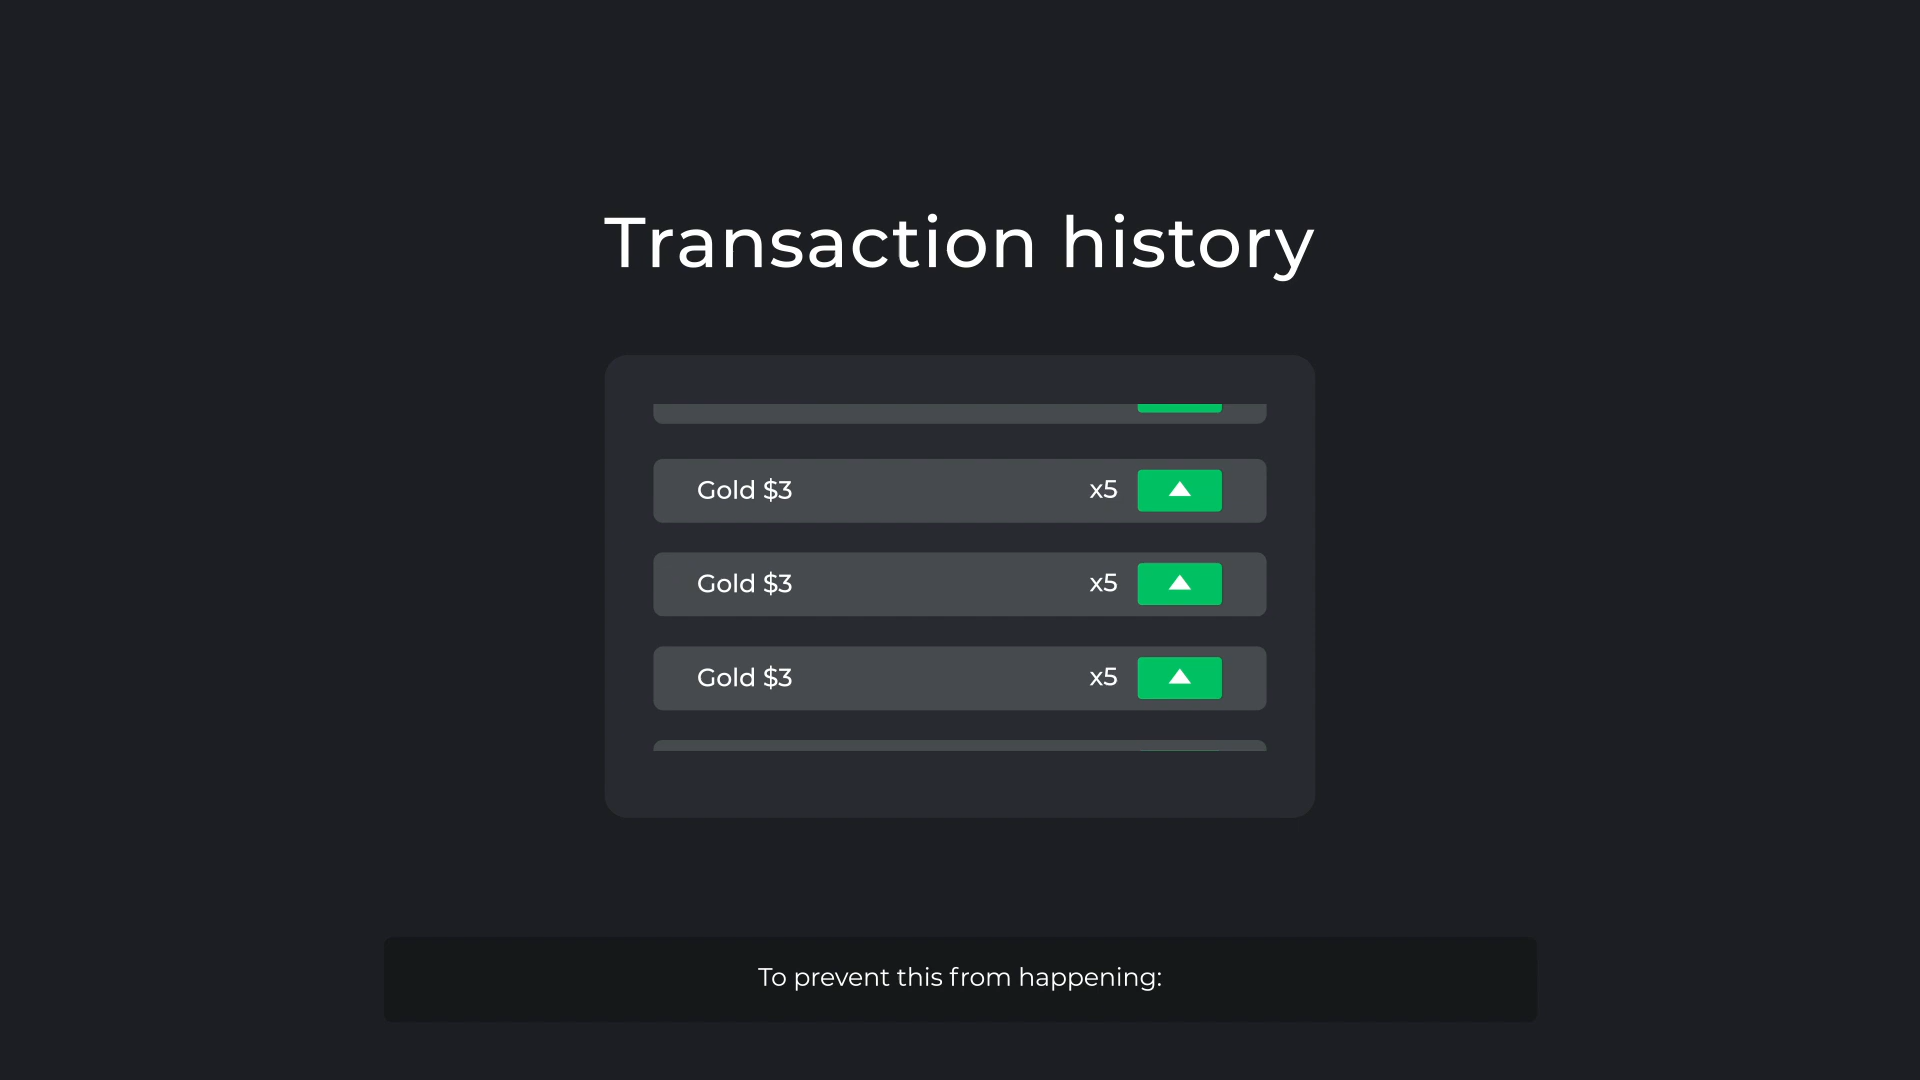 Transaction history
Gold $3 x5
Gold $3 x5
Gold $3 x5
To prevent this from happening: